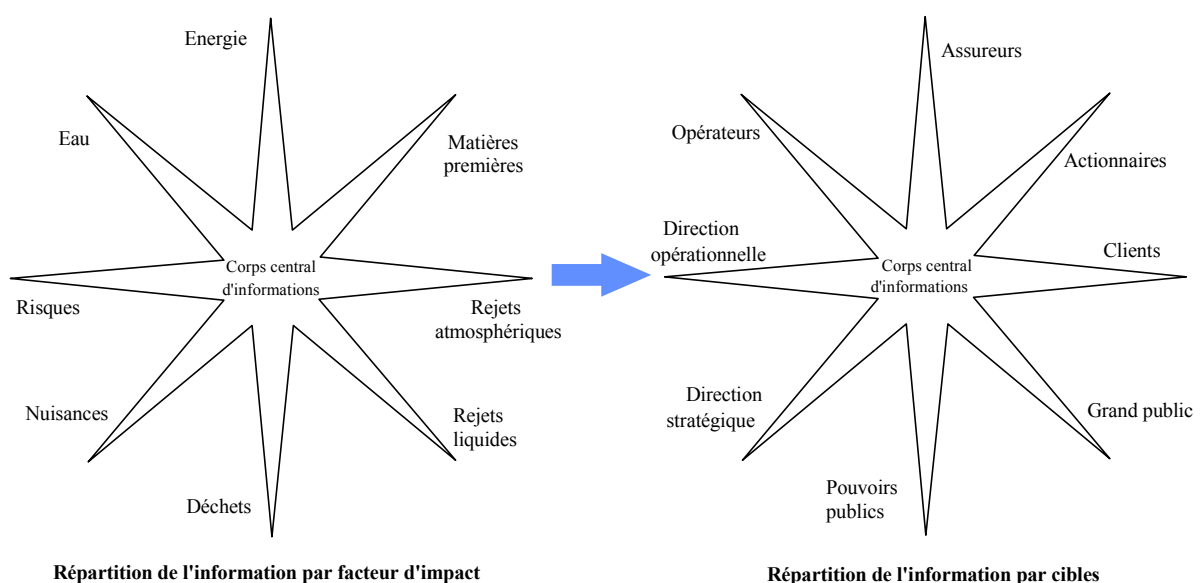 Energie
Eau
Matières
premières
Corps central
d'informations
Risques
Rejets
atmosphériques
Nuisances
Rejets
liquides
Déchets
Répartition de l'information par facteur d'impact
Assureurs
Opérateurs
Actionnaires
Direction
opérationnelle
Corps central
d'informations
Clients
Direction
stratégique
Grand public
Pouvoirs
publics
Répartition de l'information par cibles